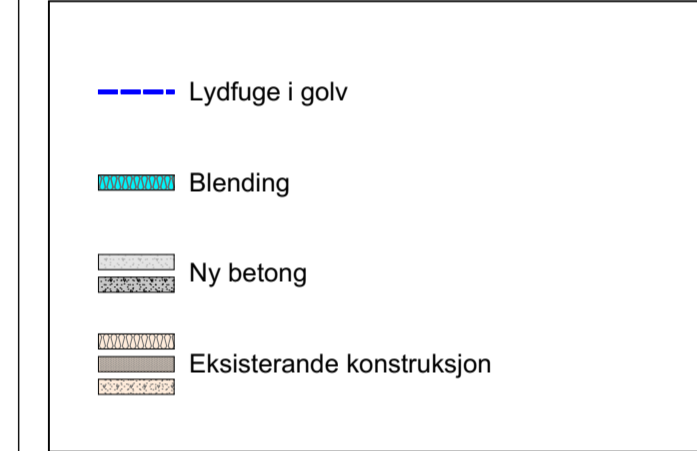 Lydfuge i golv
Blending
Ny betong
Eksisterande konstruksjon